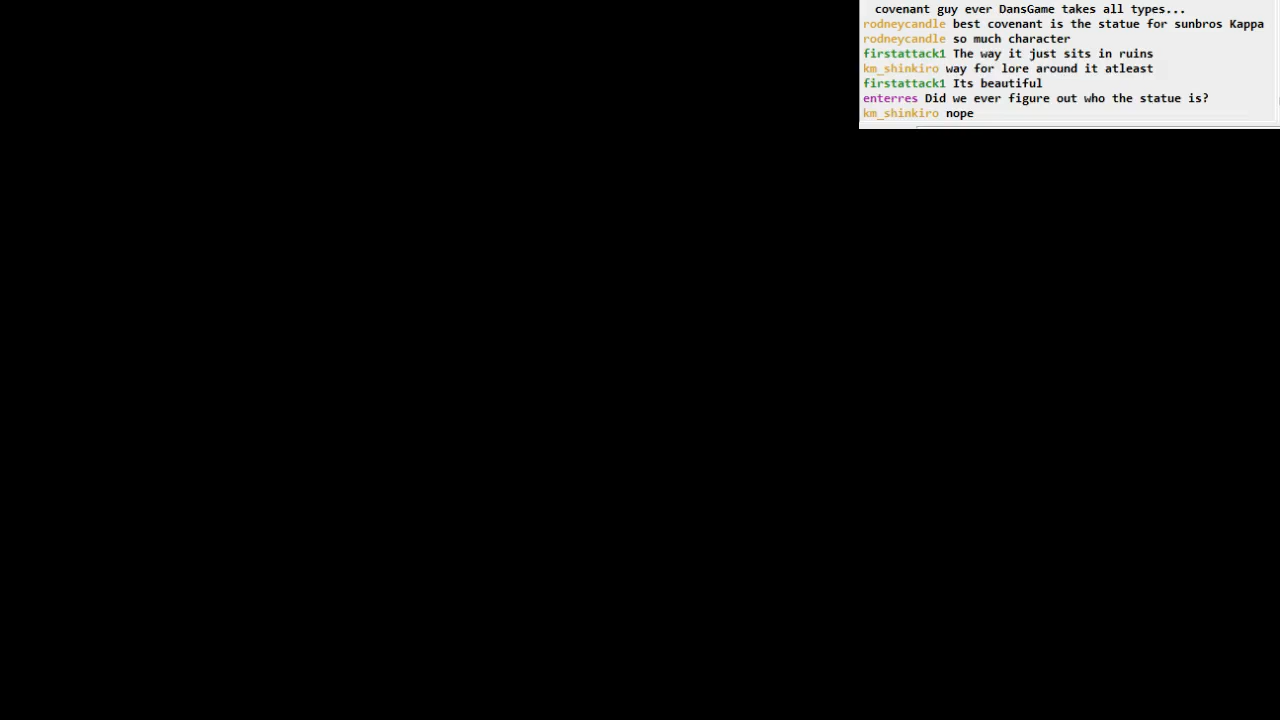 covenant guy ever DansGame takes all types...
rodneycandle best covenant is the statue for sunbros Kappa
rodneycandle so much character
firstattack1 The way it just sits in ruins
km_shinkiro way for lore around it atleast
firstattack1 Its beautiful
enterres Did we ever figure out who the statue is?
km_shinkiro nope